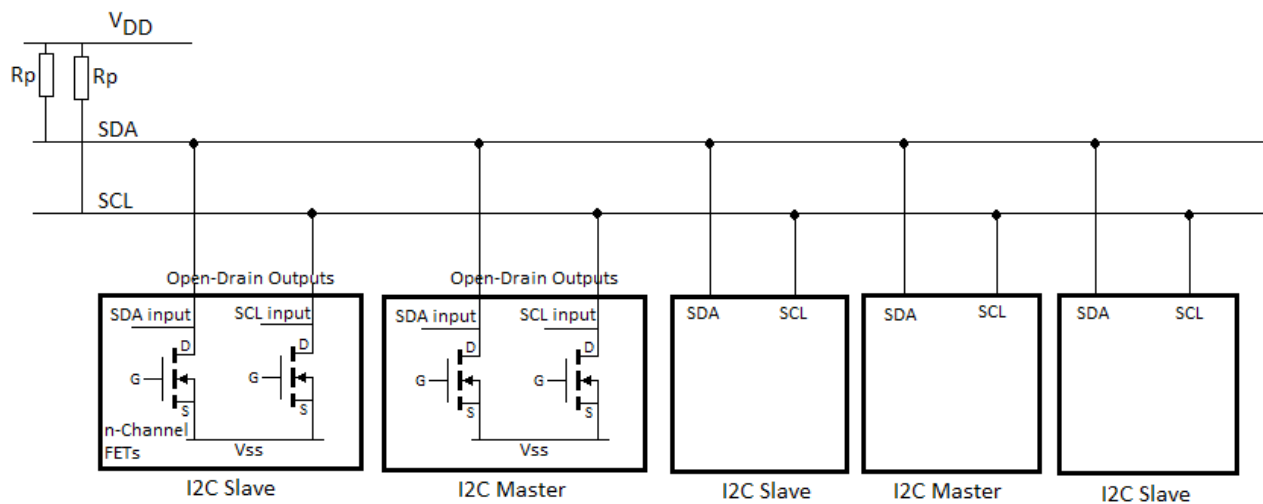 VDD
Rp
Rp
SDA
SCL
Open-Drain Outputs
Open-Drain Outputs
SDA input
SCL input
D
D
G
G
S
S
n-Channel
FETs
Vss
SDA input
SCL input
D
D
G
G
S
S
Vss
SDA
SCL
SDA
SCL
SDA
SCL
I2C Slave
I2C Master
I2C Slave
I2C Master
I2C Slave